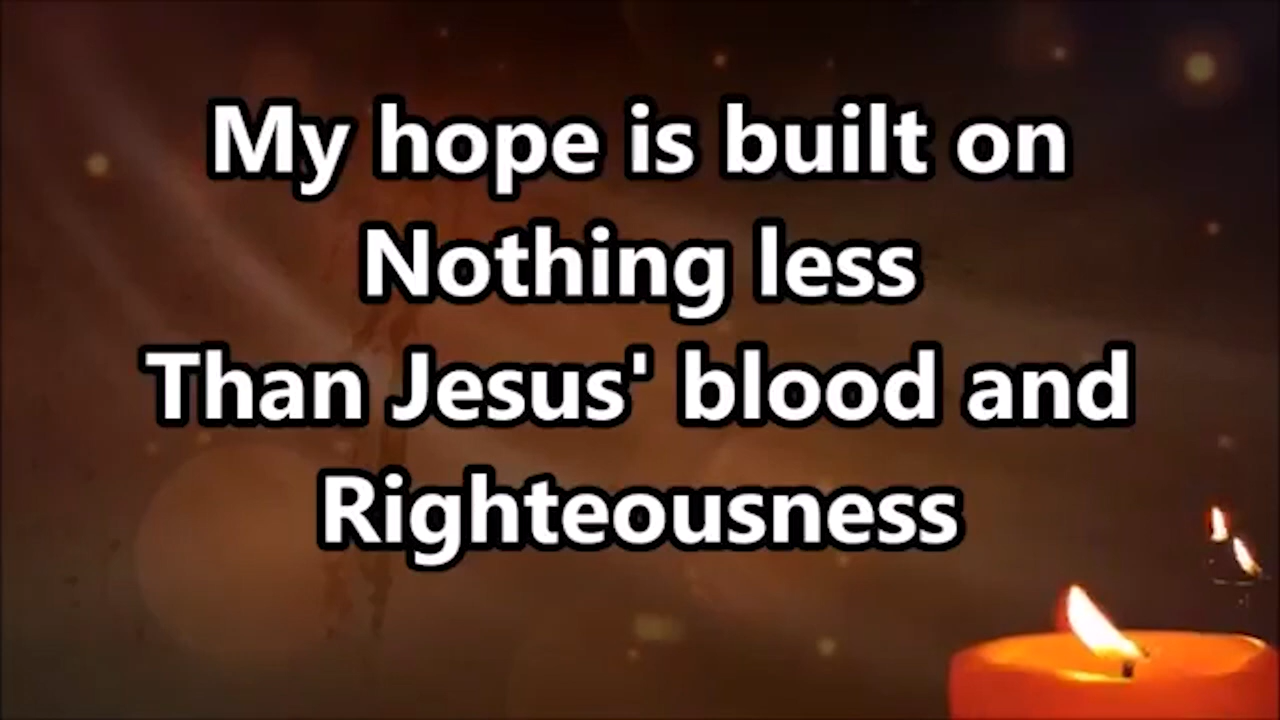 My hope is built on
Nothing less
Than Jesus' blood and
Righteousness